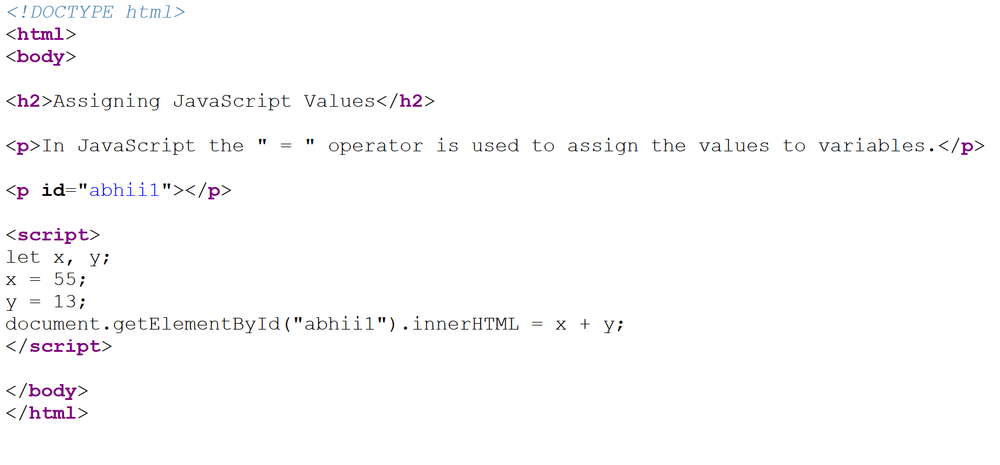 <!DOCTYPE html>
<html>
<body>
<h2>Assigning JavaScript Values</h2>
<p>In JavaScript the " = " operator is used to assign the values to variables.</p>
<p id="abhii1"></p>
<script>
let x, y;
x = 55;
y = 13;
document.getElementById("abhii1").innerHTML = x + y;
</script>
</body>
</html>